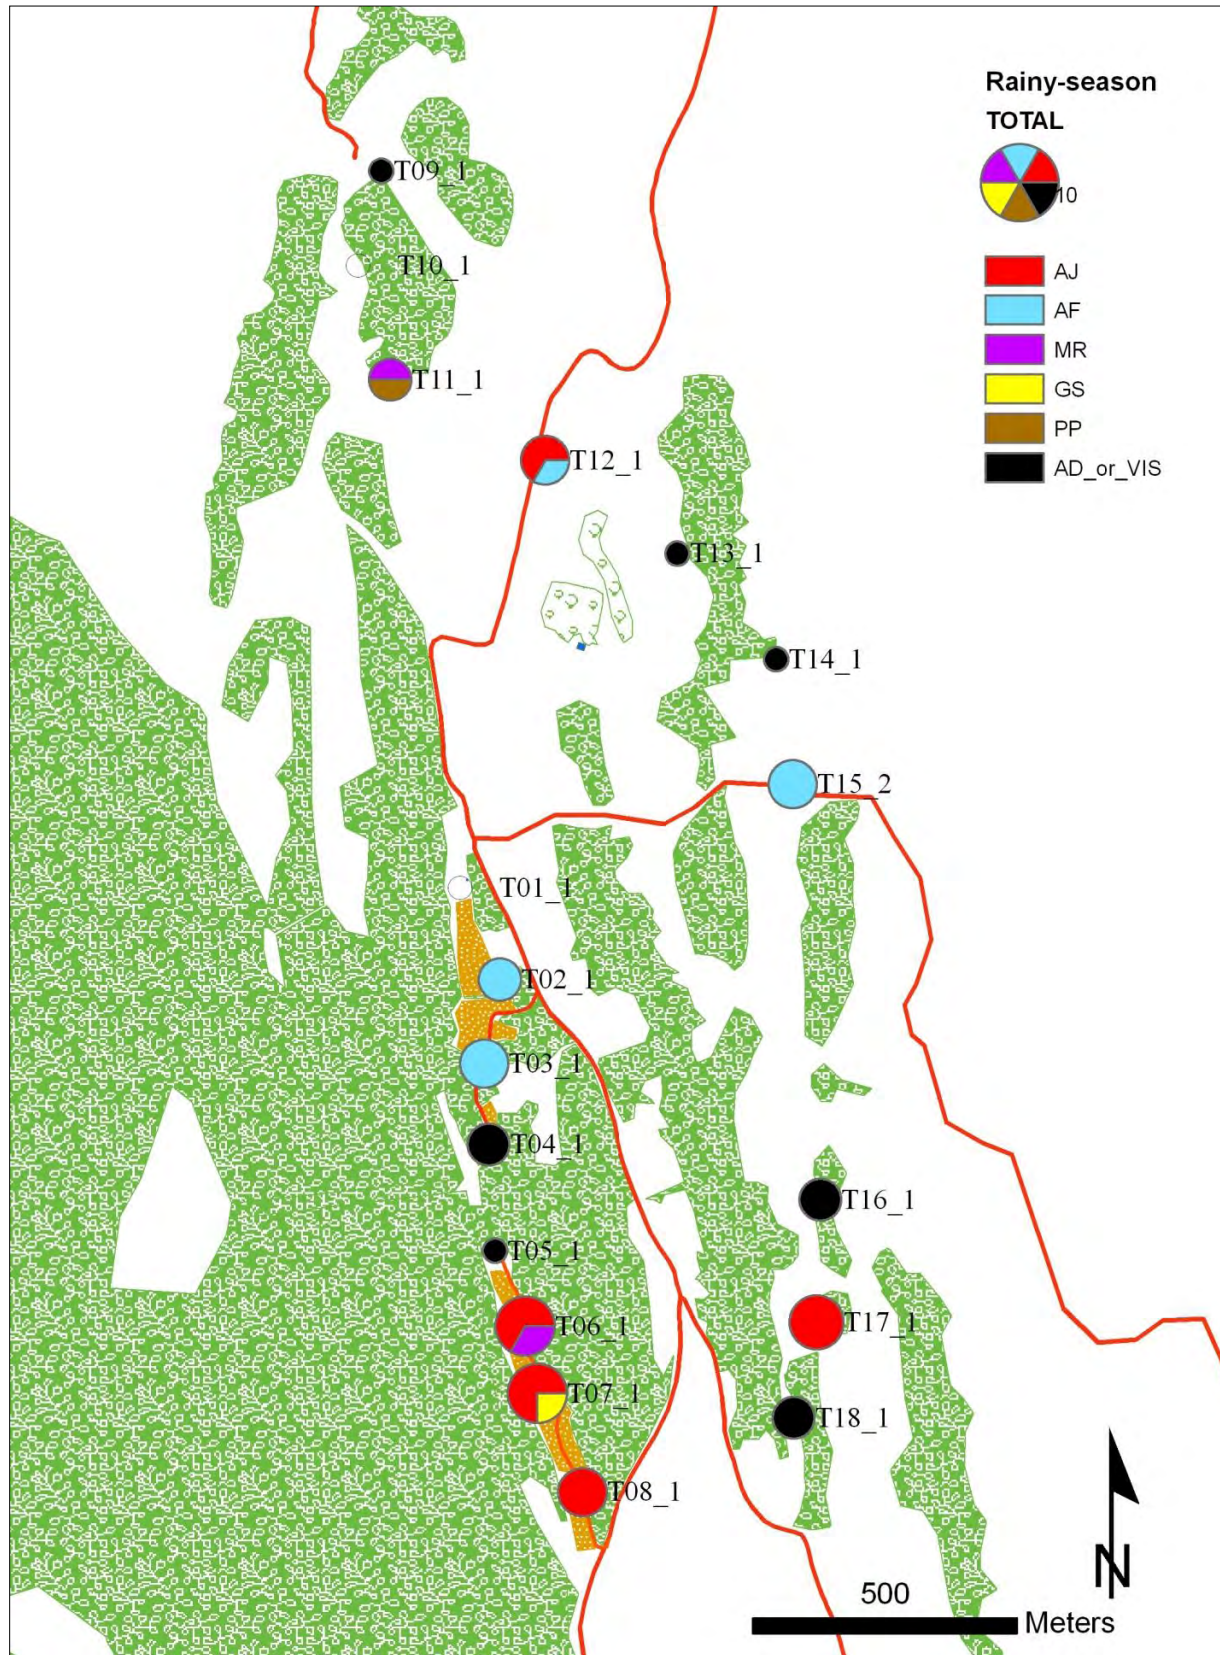 Rainy-season
TOTAL
10
AJ
AF
MR
GS
PP
AD_or_VIS
T09_1
T10_1
T11_1
T12_1
T13_1
T14_1
T15_2
T01_1
T02_1
T03_1
T04_1
T16_1
T05_1
T06_1
T17_1
T07_1
T18_1
T08_1
N
500
Meters